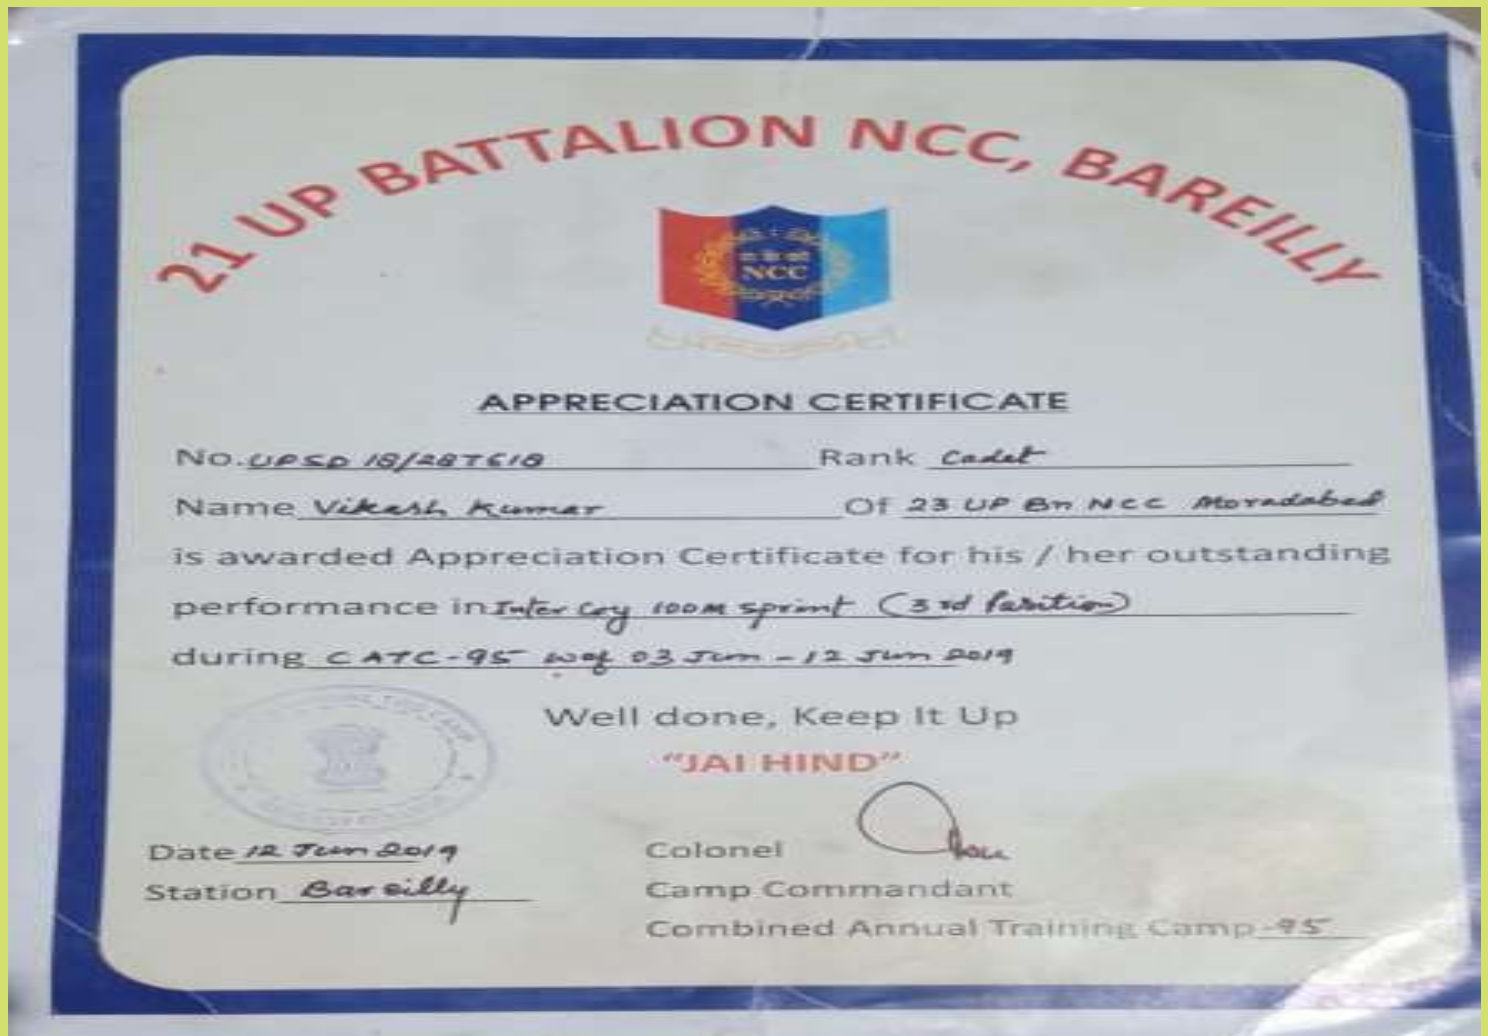 21 UP BATTALION NCC, BAREILLY
NCC
APPRECIATION CERTIFICATE
No. UPSD 18/287618 Rank Cadet
Name Vikash Kumar Of 23 UP Bn NCC Moradabad
is awarded Appreciation Certificate for his / her outstanding
performance in Inter Coy 100M sprint (3rd Position)
during CATC-95 wef 03 Jun - 12 Jun 2019
Well done, Keep It Up
"JAI HIND"
Date 12 Jun 2019 Colonel
Station Bareilly Camp Commandant
Combined Annual Training Camp -95